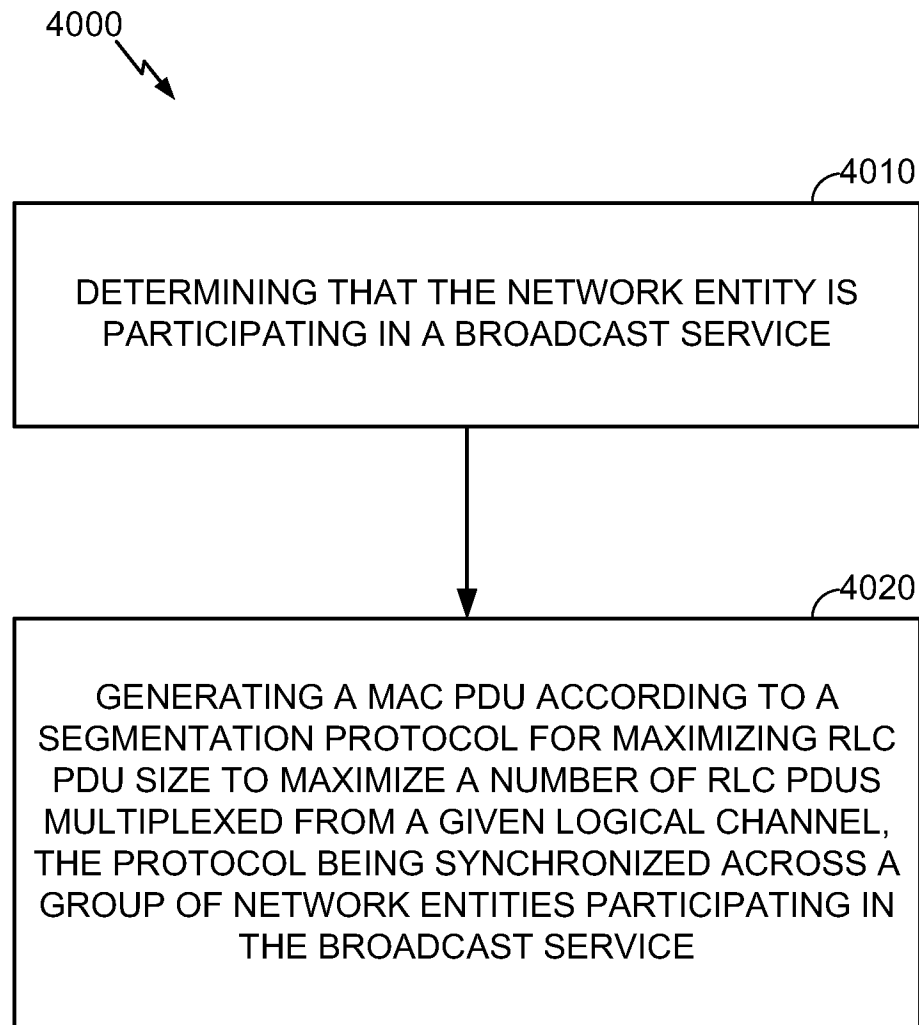 4000
4010
DETERMINING THAT THE NETWORK ENTITY IS
PARTICIPATING IN A BROADCAST SERVICE
4020
GENERATING A MAC PDU ACCORDING TO A
SEGMENTATION PROTOCOL FOR MAXIMIZING RLC
PDU SIZE TO MAXIMIZE A NUMBER OF RLC PDUS
MULTIPLEXED FROM A GIVEN LOGICAL CHANNEL,
THE PROTOCOL BEING SYNCHRONIZED ACROSS A
GROUP OF NETWORK ENTITIES PARTICIPATING IN
THE BROADCAST SERVICE